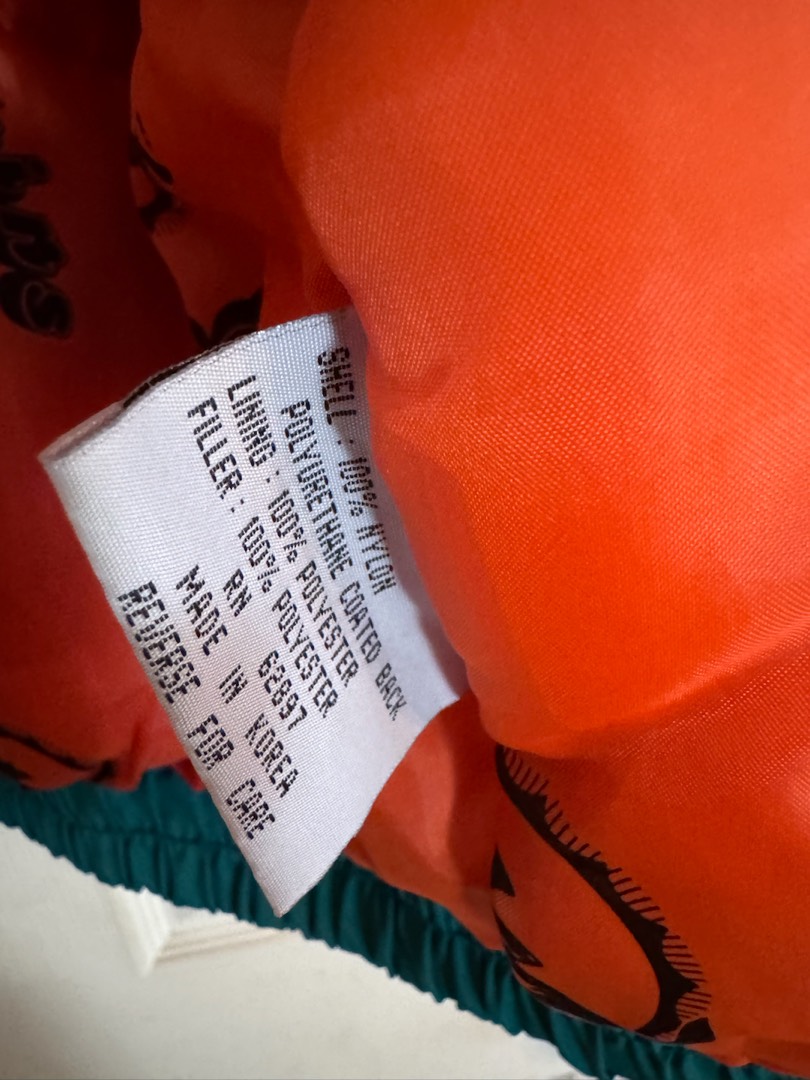 SHELL : 100% NYLON
POLYURETHANE COATED BACK
LINING : 100% POLYESTER
FILLER : 100% POLYESTER
RN 62897
MADE IN KOREA
REVERSE FOR CARE